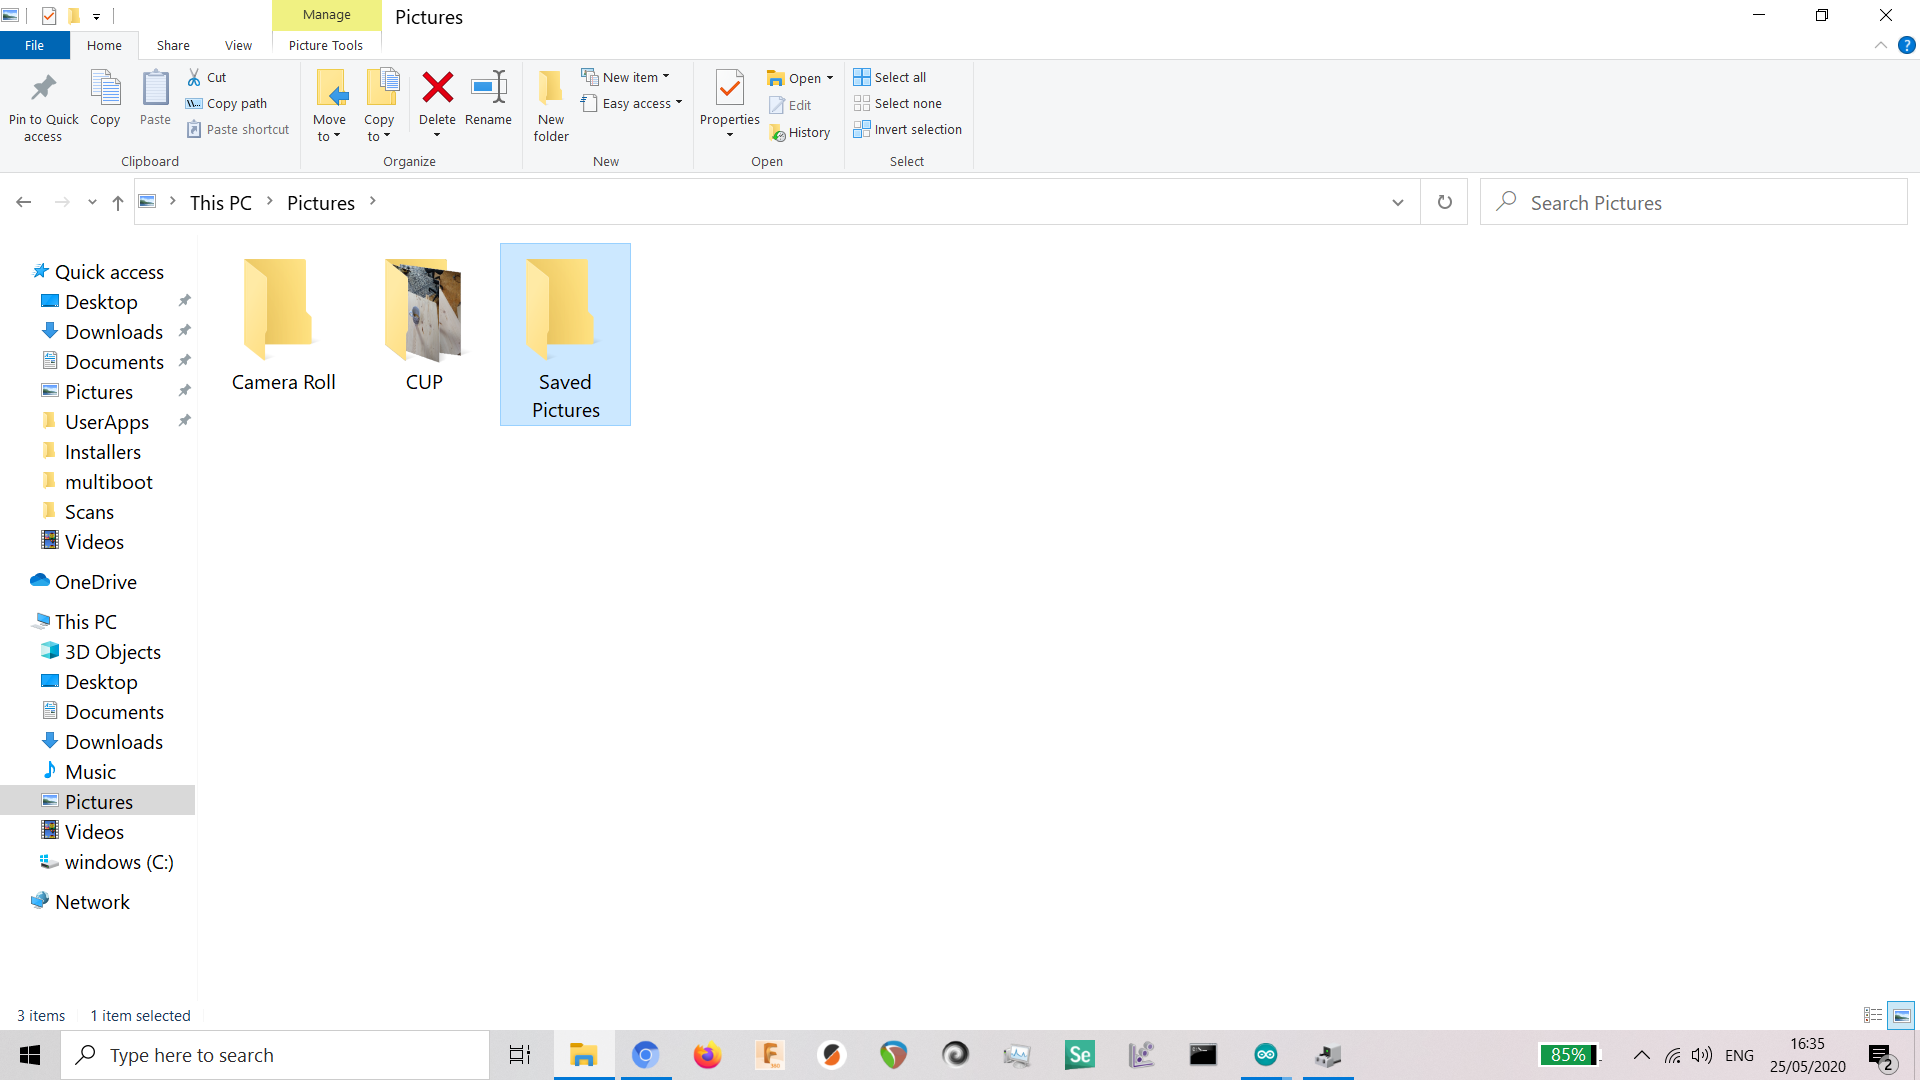 Manage
Pictures
File
Home
Share
View
Picture Tools
?
Pin to Quick
access
Copy
Paste
Cut
Copy path
Paste shortcut
Clipboard
Move
to
Copy
to
Delete
Rename
Organize
New
folder
New item
Easy access
New
Properties
Open
Edit
History
Open
Select all
Select none
Invert selection
Select
This PC
Pictures
Search Pictures
Quick access
Desktop
Downloads
Documents
Pictures
UserApps
Installers
multiboot
Scans
Videos
OneDrive
This PC
3D Objects
Desktop
Documents
Downloads
Music
Pictures
Videos
windows (C:)
Network
Camera Roll
CUP
Saved
Pictures
3 items
1 item selected
Type here to search
F
360
Se
85%
ENG
16:35
25/05/2020
2